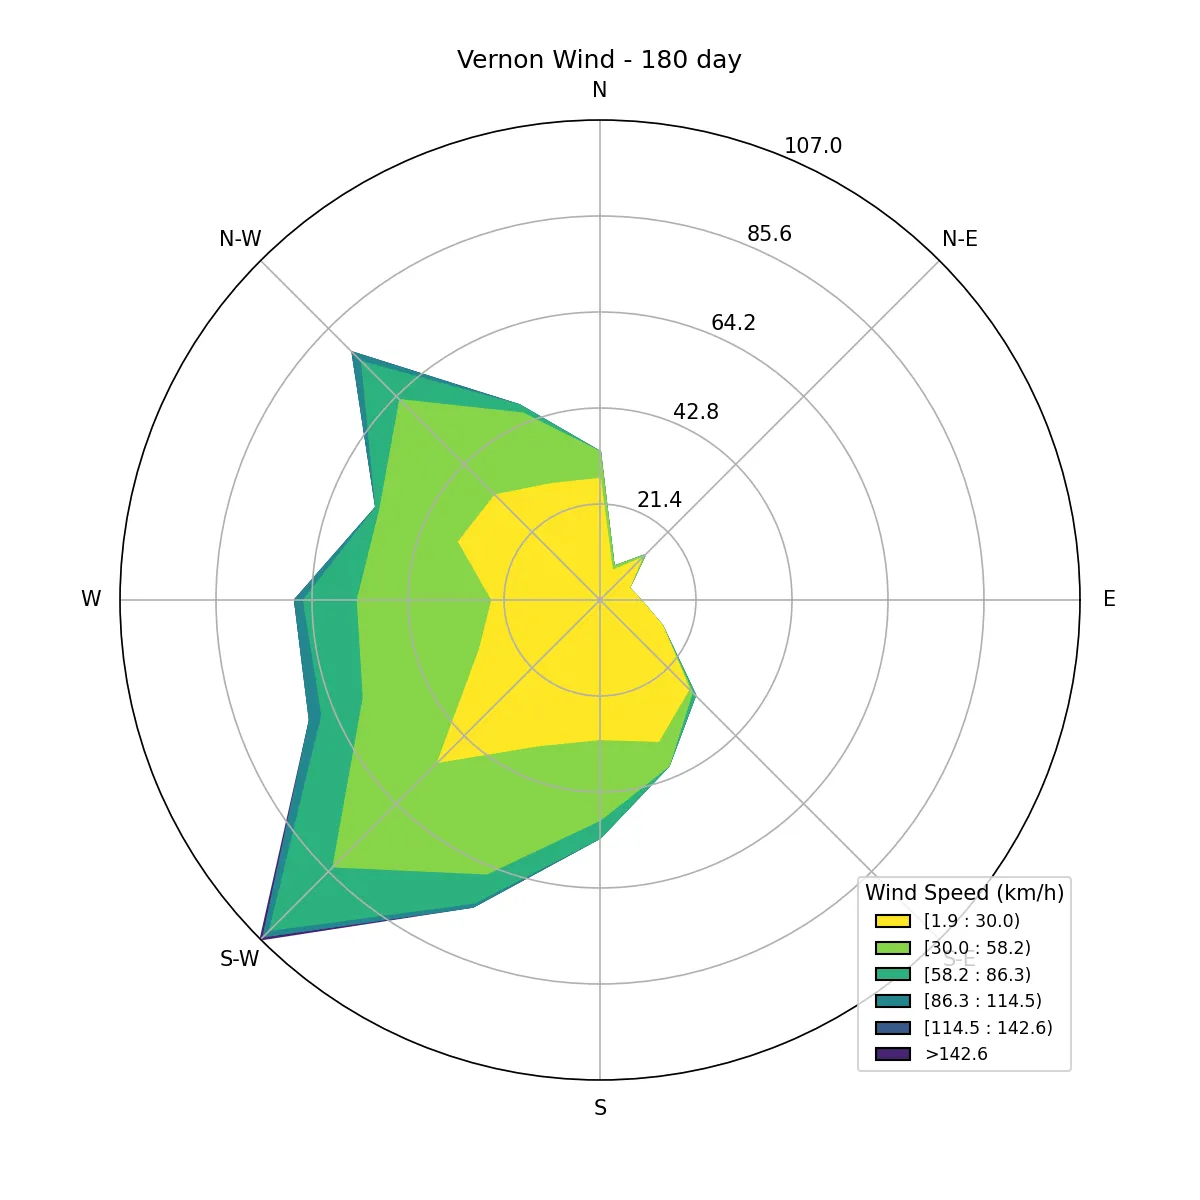 Vernon Wind - 180 day
N
107.0
N-W
85.6
N-E
64.2
42.8
21.4
W
E
Wind Speed (km/h)
[1.9 : 30.0)
[30.0 : 58.2)
S-W
S-E
[58.2 : 86.3)
[86.3 : 114.5)
[114.5 : 142.6)
>142.6
S